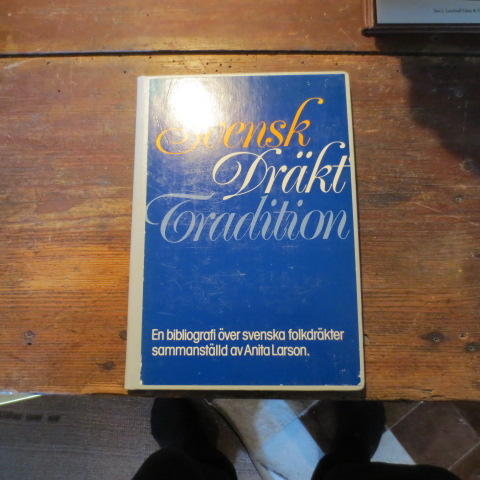 Svensk
Dräkt
Tradition
En bibliografi över svenska folkdräkter
sammanställd av Anita Larson.